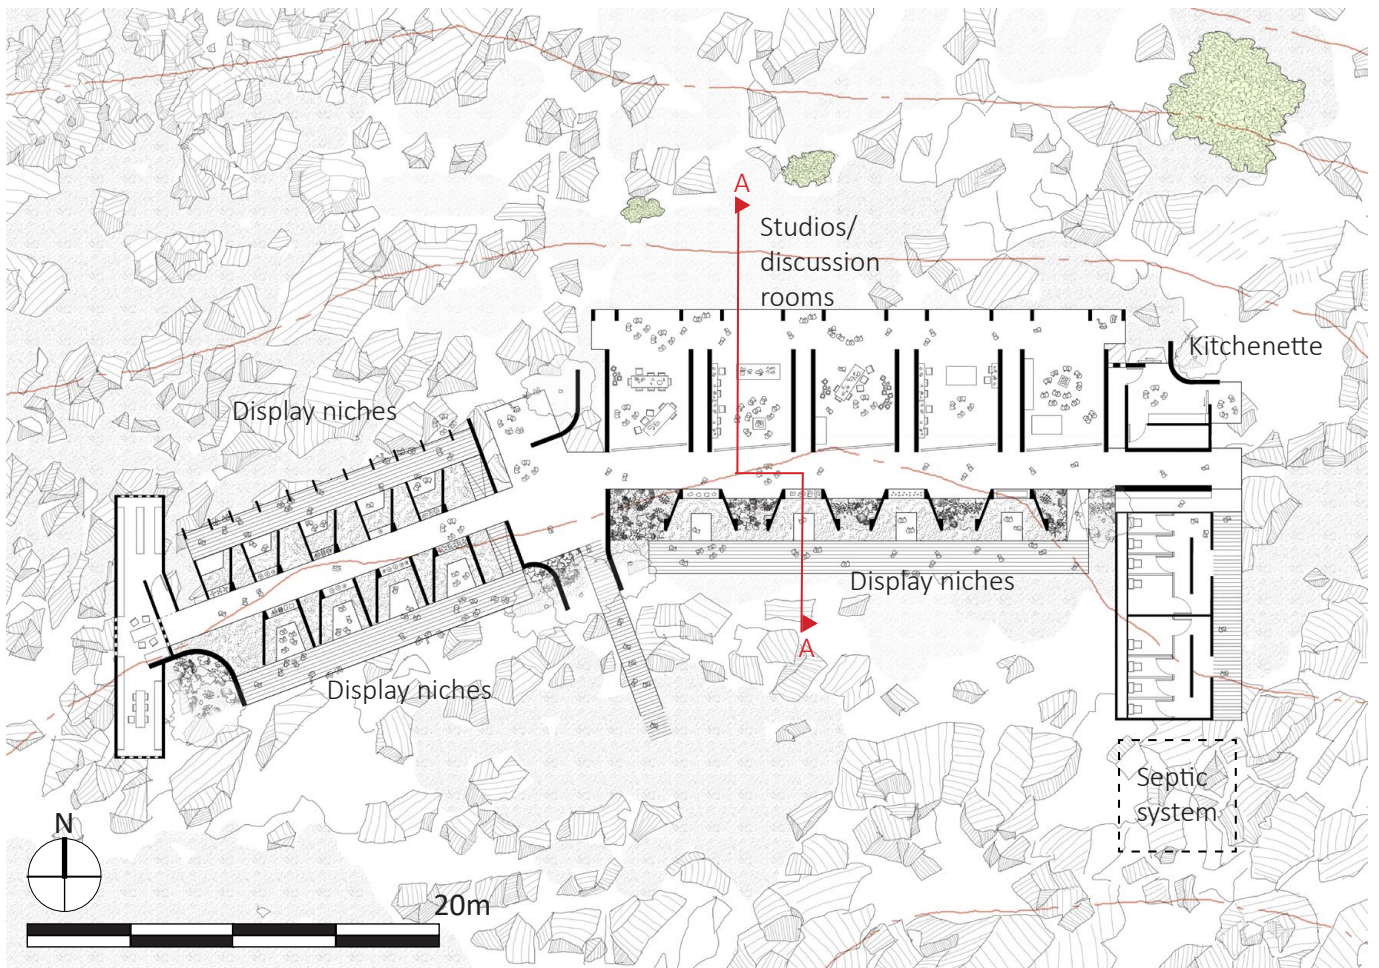 A
Studios/
discussion
rooms
Kitchenette
Display niches
Display niches
A
Display niches
Septic
system
N
20m